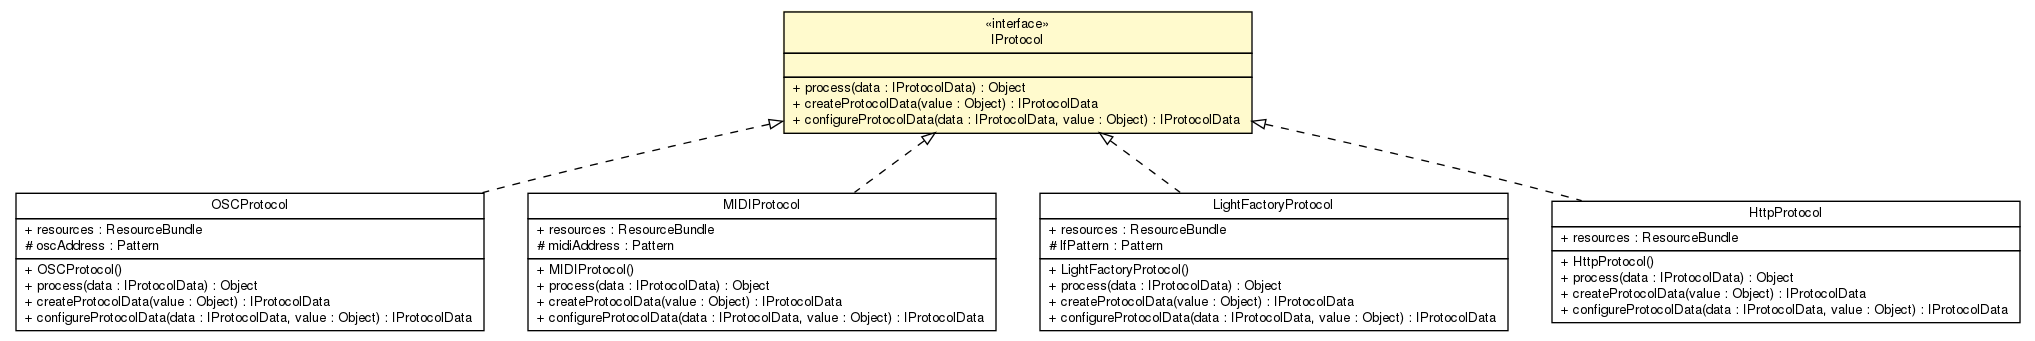 «interface»
IProtocol
+ process(data : IProtocolData) : Object
+ createProtocolData(value : Object) : IProtocolData
+ configureProtocolData(data : IProtocolData, value : Object) : IProtocolData
OSCProtocol
+ resources : ResourceBundle
# oscAddress : Pattern
+ OSCProtocol()
+ process(data : IProtocolData) : Object
+ createProtocolData(value : Object) : IProtocolData
+ configureProtocolData(data : IProtocolData, value : Object) : IProtocolData
MIDIProtocol
+ resources : ResourceBundle
# midiAddress : Pattern
+ MIDIProtocol()
+ process(data : IProtocolData) : Object
+ createProtocolData(value : Object) : IProtocolData
+ configureProtocolData(data : IProtocolData, value : Object) : IProtocolData
LightFactoryProtocol
+ resources : ResourceBundle
# lfPattern : Pattern
+ LightFactoryProtocol()
+ process(data : IProtocolData) : Object
+ createProtocolData(value : Object) : IProtocolData
+ configureProtocolData(data : IProtocolData, value : Object) : IProtocolData
HttpProtocol
+ resources : ResourceBundle
+ HttpProtocol()
+ process(data : IProtocolData) : Object
+ createProtocolData(value : Object) : IProtocolData
+ configureProtocolData(data : IProtocolData, value : Object) : IProtocolData